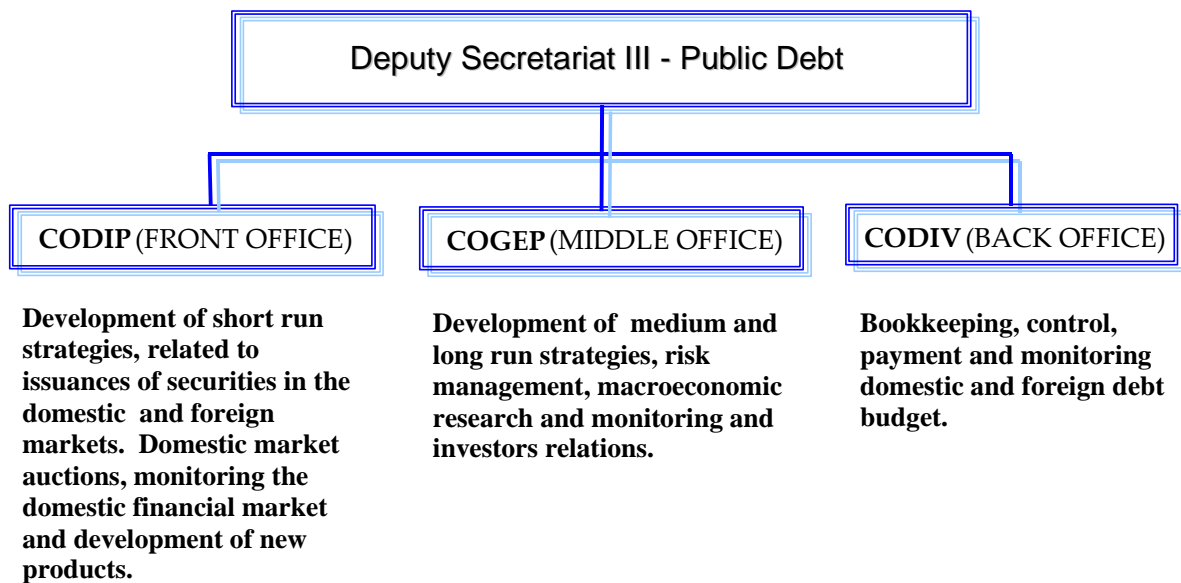 Deputy Secretariat III - Public Debt
CODIP (FRONT OFFICE)
COGEP (MIDDLE OFFICE)
CODIV (BACK OFFICE)
Development of short run
strategies, related to
issuances of securities in the
domestic and foreign
markets. Domestic market
auctions, monitoring the
domestic financial market
and development of new
products.
Development of medium and
long run strategies, risk
management, macroeconomic
research and monitoring and
investors relations.
Bookkeeping, control,
payment and monitoring
domestic and foreign debt
budget.